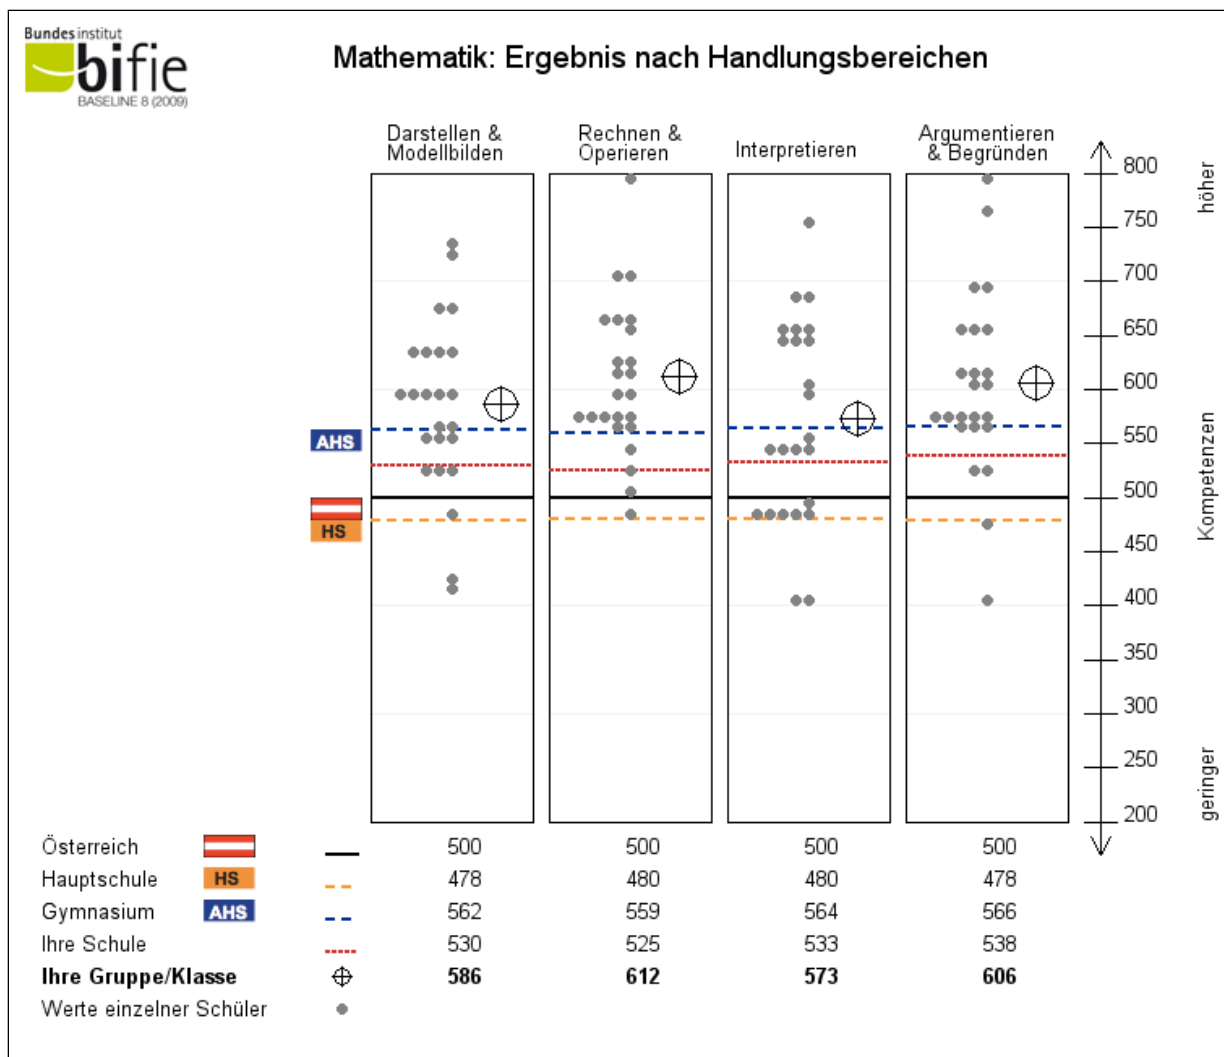 Bundesinstitut
bifie
BASELINE 8 (2009)
Mathematik: Ergebnis nach Handlungsbereichen
Darstellen &
Modellbilden
Rechnen &
Operieren
Interpretieren
Argumentieren
& Begründen
800
750
700
650
600
550
500
450
400
350
300
250
200
höher
Kompetenzen
geringer
AHS
HS
Österreich 500 500 500 500
Hauptschule HS 478 480 480 478
Gymnasium AHS 562 559 564 566
Ihre Schule 530 525 533 538
Ihre Gruppe/Klasse 586 612 573 606
Werte einzelner Schüler